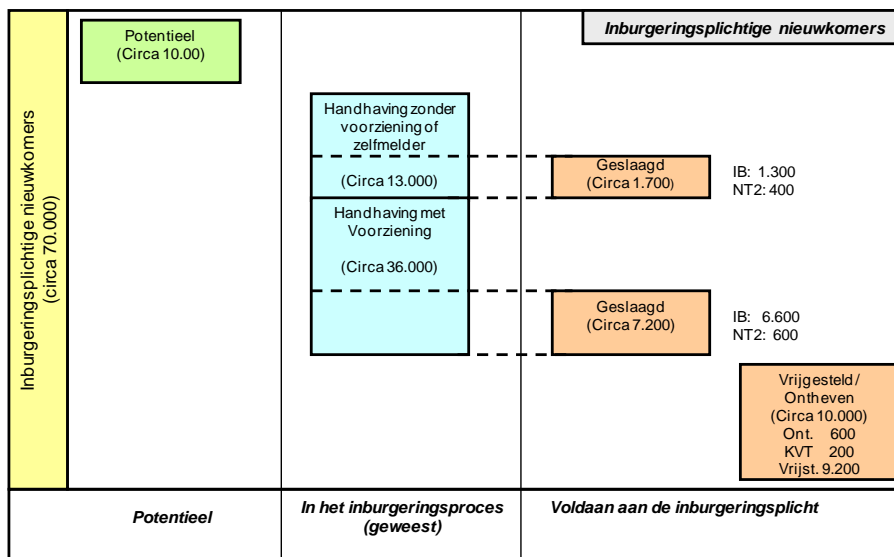 Inburgeringsplichtige nieuwkomers
Inburgeringsplichtige nieuwkomers
(circa 70.000)
Potentieel
(Circa 10.00)
Handhaving zonder
voorziening of
zelfmelder
(Circa 13.000)
Handhaving met
Voorziening
(Circa 36.000)
Geslaagd
(Circa 1.700)
IB: 1.300
NT2: 400
Geslaagd
(Circa 7.200)
IB: 6.600
NT2: 600
Vrijgesteld/
Ontheven
(Circa 10.000)
Ont. 600
KVT 200
Vrijst. 9.200
Potentieel
In het inburgeringsproces
(geweest)
Voldaan aan de inburgeringsplicht